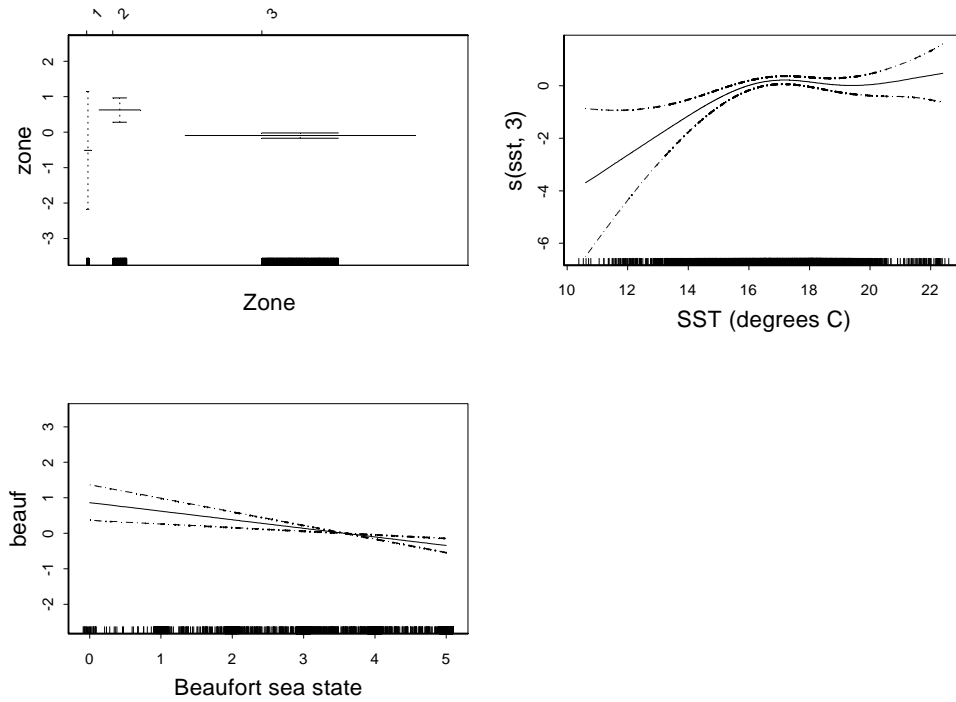 1 2 3
zone
2
1
0
-1
-2
-3
Zone
s(sst, 3)
0
-2
-4
-6
10 12 14 16 18 20 22
SST (degrees C)
beauf
3
2
1
0
-1
-2
0 1 2 3 4 5
Beaufort sea state